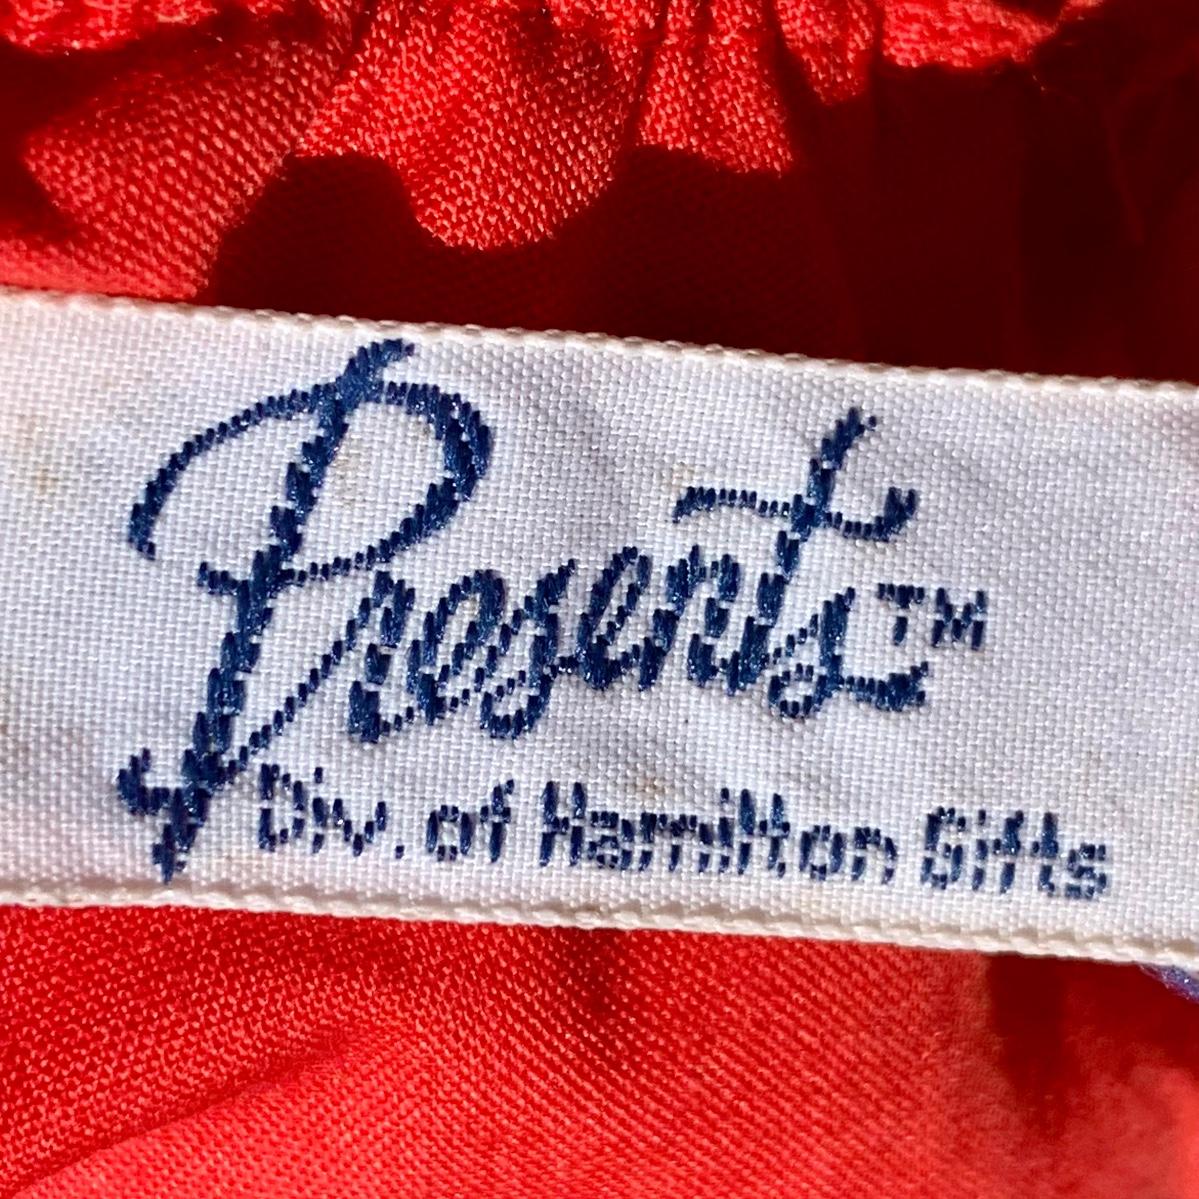 Presents™
Div. of Hamilton Gifts